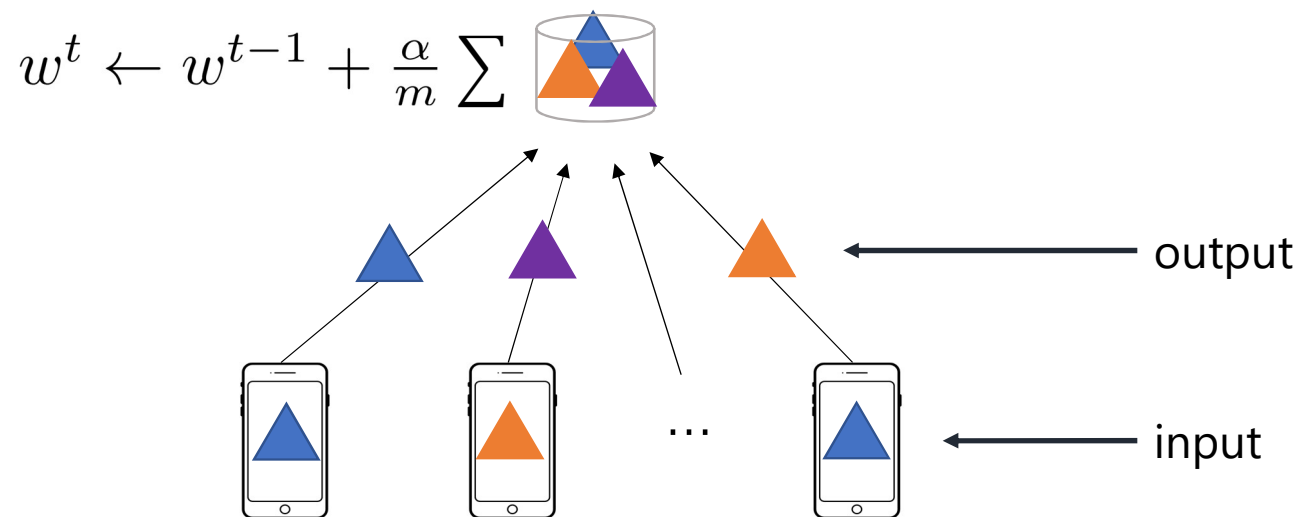 w^t ← w^{t−1} + α/m ∑
output
...
input